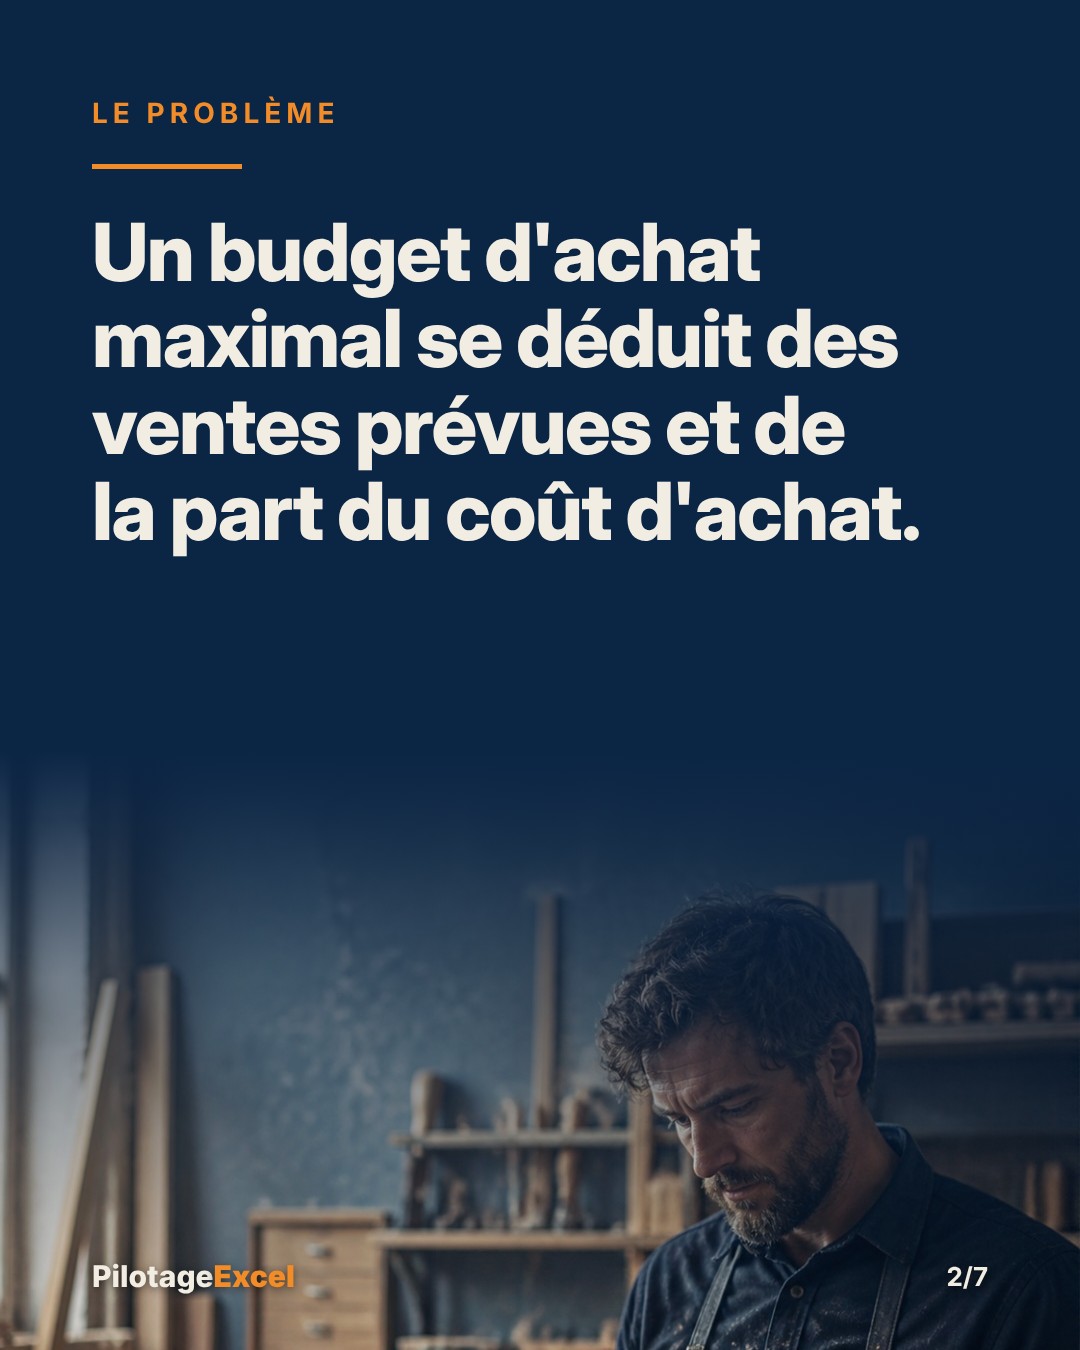 LE PROBLÈME
Un budget d'achat
maximal se déduit des
ventes prévues et de
la part du coût d'achat.
PilotageExcel
2/7